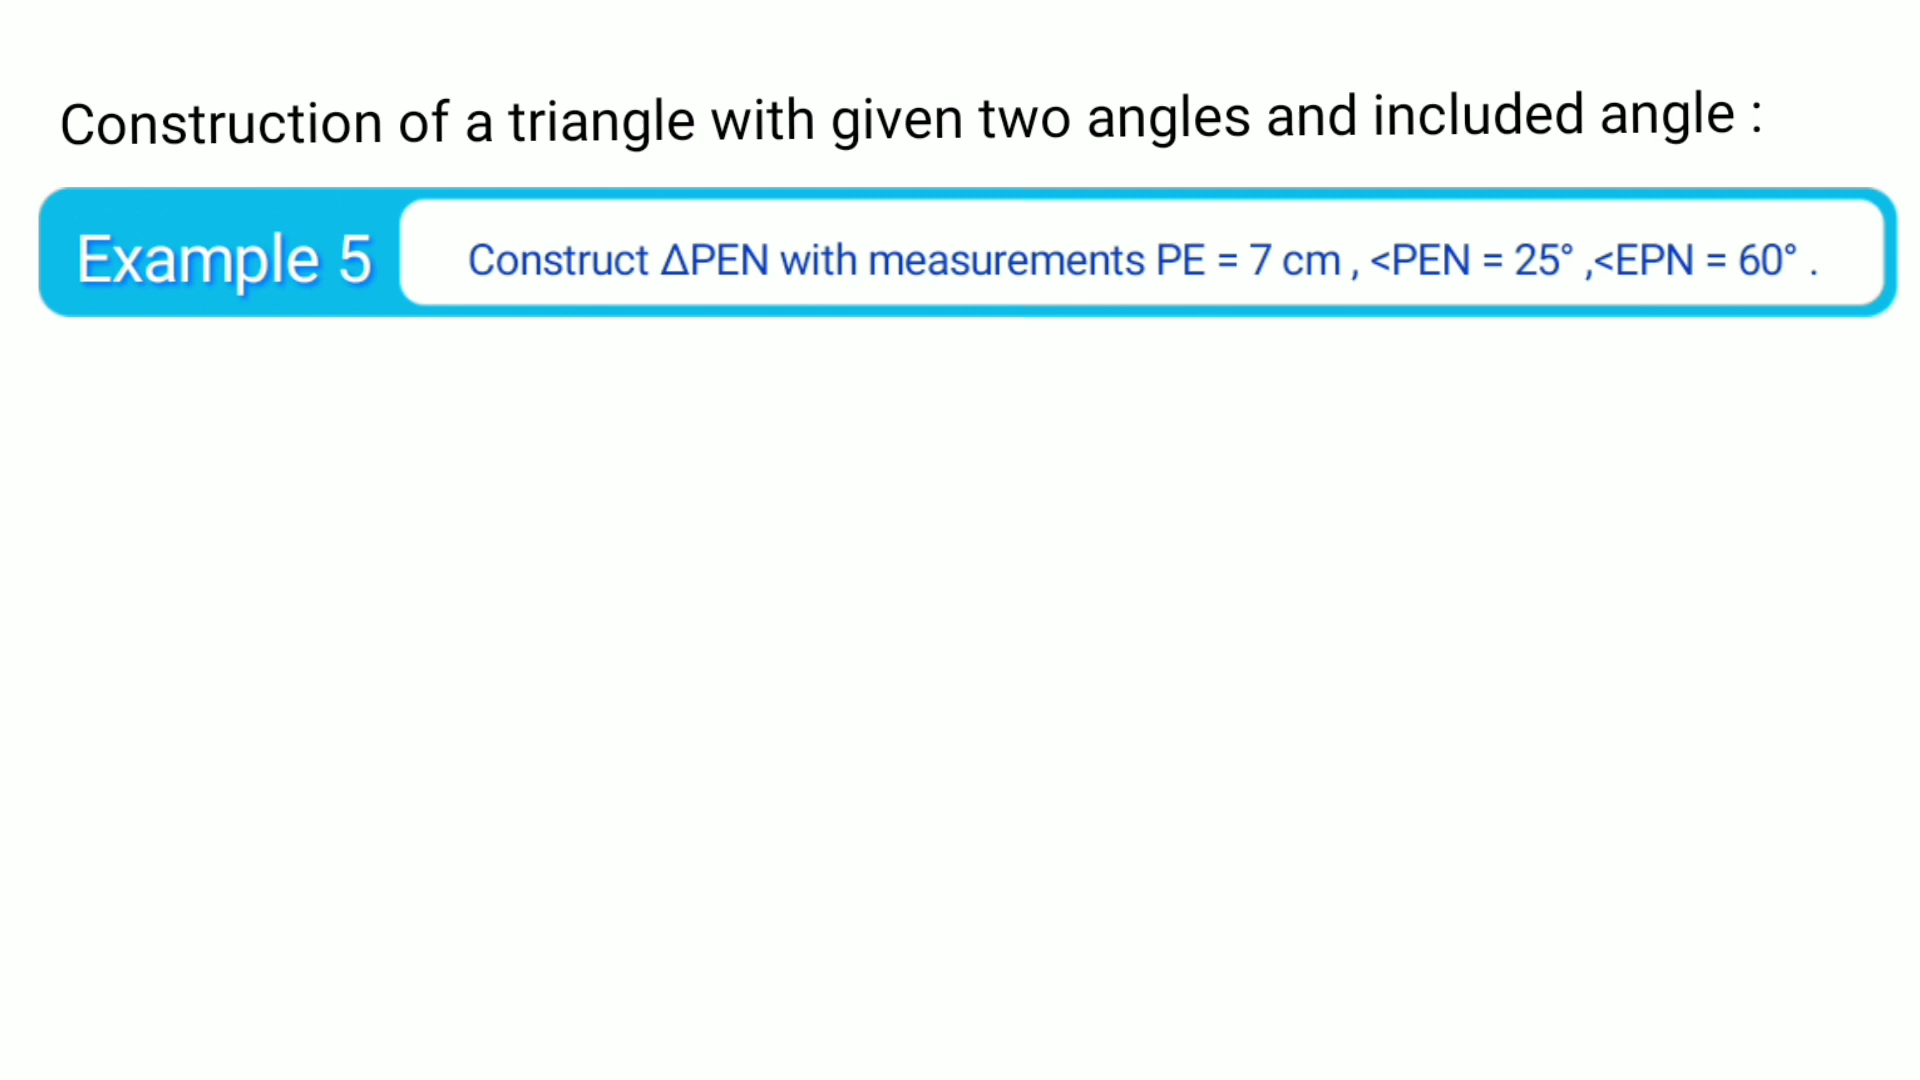 Construction of a triangle with given two angles and included angle :
Example 5
Construct ΔPEN with measurements PE = 7 cm , <PEN = 25° ,<EPN = 60° .